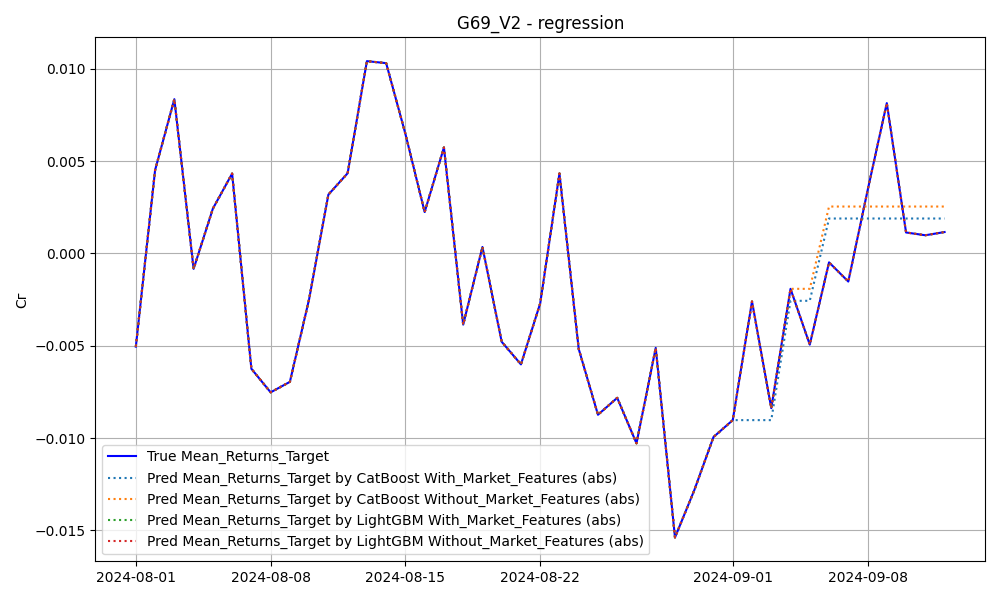 G69_V2 - regression
Cr
0.010
0.005
0.000
−0.005
−0.010
−0.015
True Mean_Returns_Target
Pred Mean_Returns_Target by CatBoost With_Market_Features (abs)
Pred Mean_Returns_Target by CatBoost Without_Market_Features (abs)
Pred Mean_Returns_Target by LightGBM With_Market_Features (abs)
Pred Mean_Returns_Target by LightGBM Without_Market_Features (abs)
2024-08-01
2024-08-08
2024-08-15
2024-08-22
2024-09-01
2024-09-08